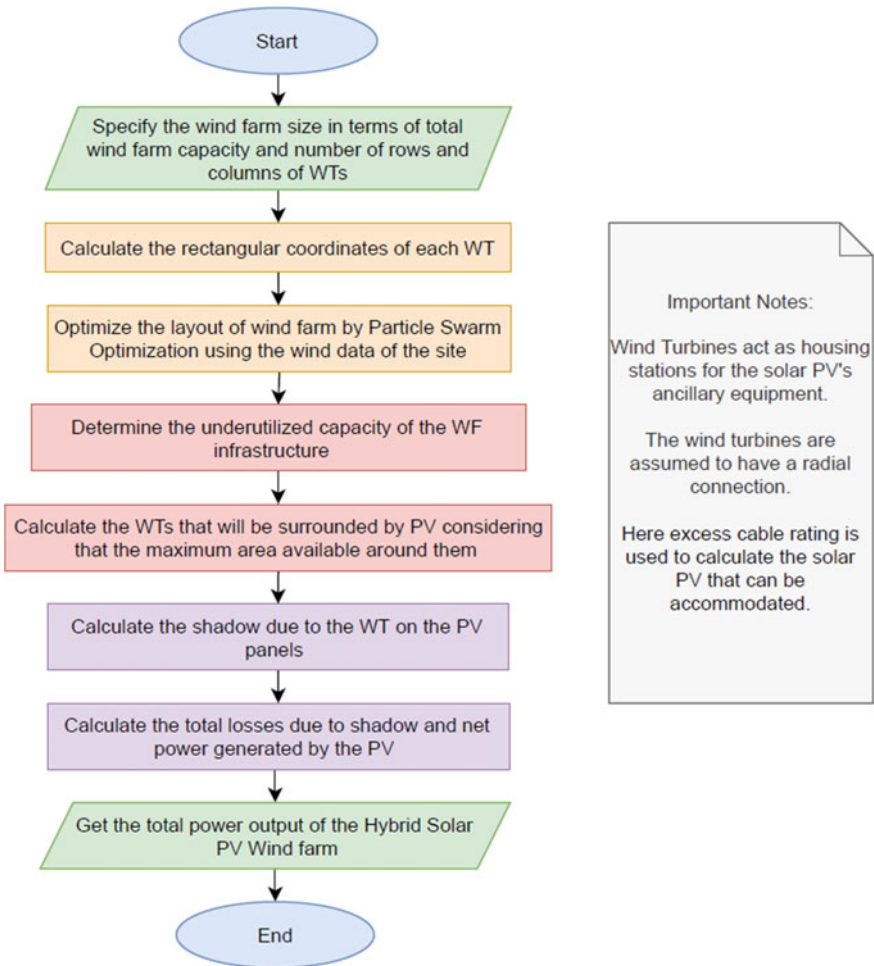 Start
Specify the wind farm size in terms of total
wind farm capacity and number of rows and
columns of WTs
Calculate the rectangular coordinates of each WT
Optimize the layout of wind farm by Particle Swarm
Optimization using the wind data of the site
Determine the underutilized capacity of the WF
infrastructure
Calculate the WTs that will be surrounded by PV considering
that the maximum area available around them
Calculate the shadow due to the WT on the PV
panels
Calculate the total losses due to shadow and net
power generated by the PV
Get the total power output of the Hybrid Solar
PV Wind farm
End
Important Notes:
Wind Turbines act as housing
stations for the solar PV's
ancillary equipment.
The wind turbines are
assumed to have a radial
connection.
Here excess cable rating is
used to calculate the solar
PV that can be
accommodated.